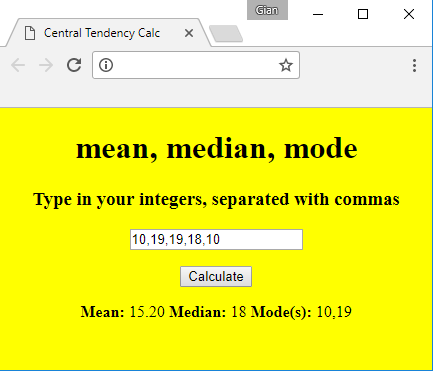 Gian
Central Tendency Calc
mean, median, mode
Type in your integers, separated with commas
10,19,19,18,10
Calculate
Mean: 15.20 Median: 18 Mode(s): 10,19